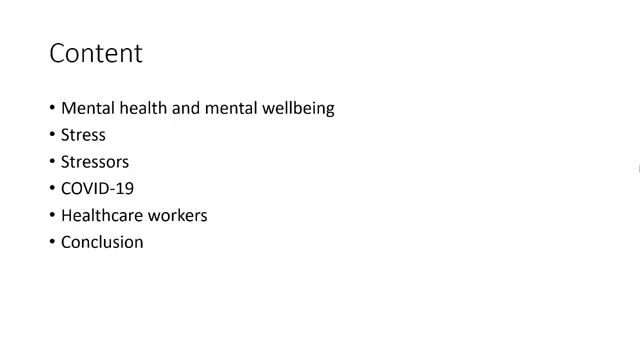 Content
• Mental health and mental wellbeing
• Stress
• Stressors
• COVID-19
• Healthcare workers
• Conclusion